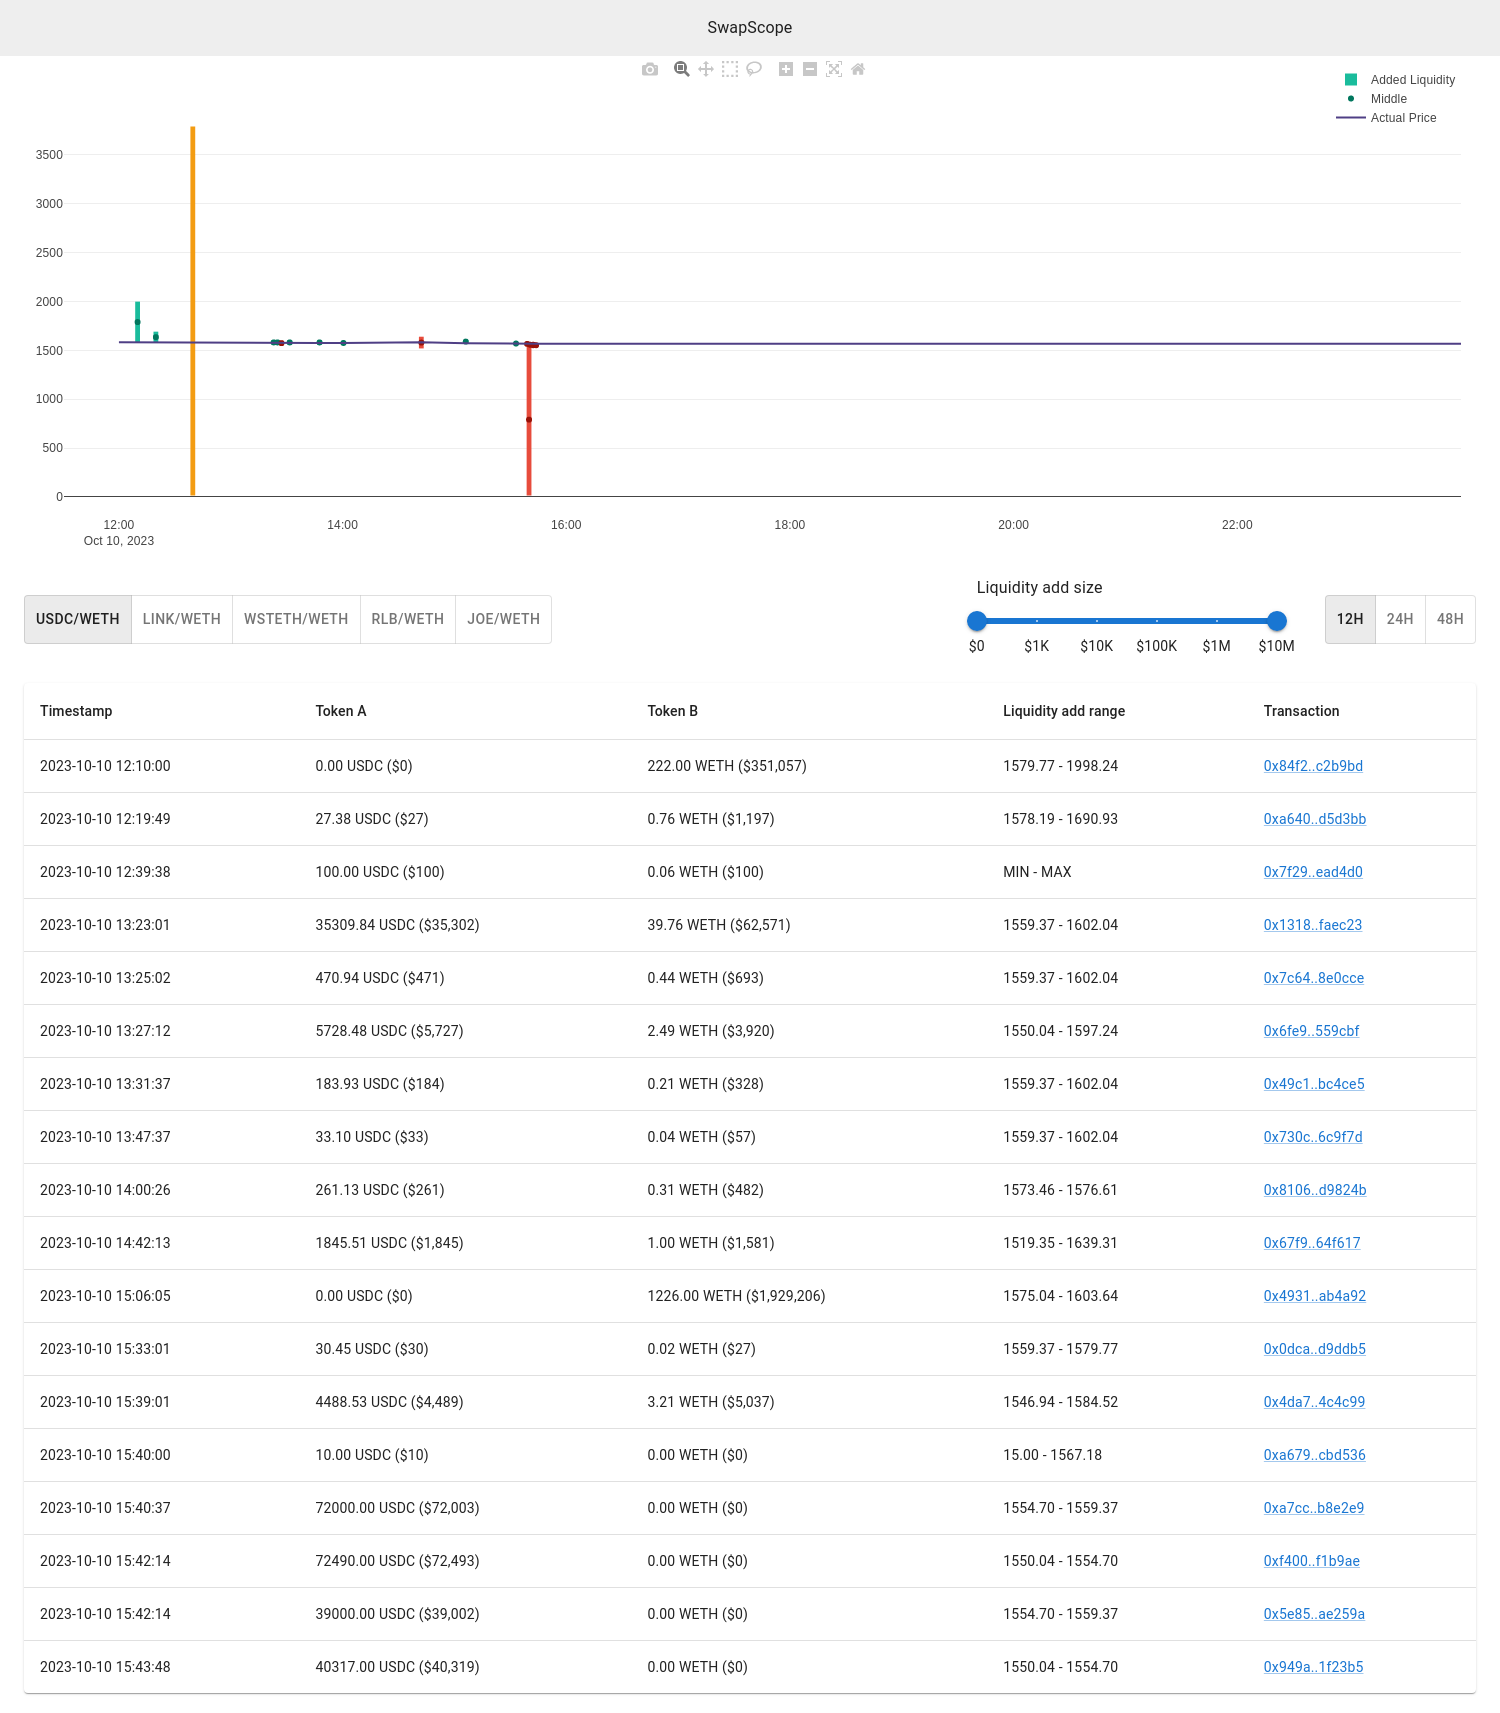 SwapScope
Added Liquidity
Middle
Actual Price
3500
3000
2500
2000
1500
1000
500
0
12:00 14:00 16:00 18:00 20:00 22:00
Oct 10, 2023
Liquidity add size
USDC/WETH LINK/WETH WSTETH/WETH RLB/WETH JOE/WETH
12H 24H 48H
$0 $1K $10K $100K $1M $10M
Timestamp Token A Token B Liquidity add range Transaction
2023-10-10 12:10:00 0.00 USDC ($0) 222.00 WETH ($351,057) 1579.77 - 1998.24 0x84f2..c2b9bd
2023-10-10 12:19:49 27.38 USDC ($27) 0.76 WETH ($1,197) 1578.19 - 1690.93 0xa640..d5d3bb
2023-10-10 12:39:38 100.00 USDC ($100) 0.06 WETH ($100) MIN - MAX 0x7f29..ead4d0
2023-10-10 13:23:01 35309.84 USDC ($35,302) 39.76 WETH ($62,571) 1559.37 - 1602.04 0x1318..faec23
2023-10-10 13:25:02 470.94 USDC ($471) 0.44 WETH ($693) 1559.37 - 1602.04 0x7c64..8e0cce
2023-10-10 13:27:12 5728.48 USDC ($5,727) 2.49 WETH ($3,920) 1550.04 - 1597.24 0x6fe9..559cbf
2023-10-10 13:31:37 183.93 USDC ($184) 0.21 WETH ($328) 1559.37 - 1602.04 0x49c1..bc4ce5
2023-10-10 13:47:37 33.10 USDC ($33) 0.04 WETH ($57) 1559.37 - 1602.04 0x730c..6c9f7d
2023-10-10 14:00:26 261.13 USDC ($261) 0.31 WETH ($482) 1573.46 - 1576.61 0x8106..d9824b
2023-10-10 14:42:13 1845.51 USDC ($1,845) 1.00 WETH ($1,581) 1519.35 - 1639.31 0x67f9..64f617
2023-10-10 15:06:05 0.00 USDC ($0) 1226.00 WETH ($1,929,206) 1575.04 - 1603.64 0x4931..ab4a92
2023-10-10 15:33:01 30.45 USDC ($30) 0.02 WETH ($27) 1559.37 - 1579.77 0x0dca..d9ddb5
2023-10-10 15:39:01 4488.53 USDC ($4,489) 3.21 WETH ($5,037) 1546.94 - 1584.52 0x4da7..4c4c99
2023-10-10 15:40:00 10.00 USDC ($10) 0.00 WETH ($0) 15.00 - 1567.18 0xa679..cbd536
2023-10-10 15:40:37 72000.00 USDC ($72,003) 0.00 WETH ($0) 1554.70 - 1559.37 0xa7cc..b8e2e9
2023-10-10 15:42:14 72490.00 USDC ($72,493) 0.00 WETH ($0) 1550.04 - 1554.70 0xf400..f1b9ae
2023-10-10 15:42:14 39000.00 USDC ($39,002) 0.00 WETH ($0) 1554.70 - 1559.37 0x5e85..ae259a
2023-10-10 15:43:48 40317.00 USDC ($40,319) 0.00 WETH ($0) 1550.04 - 1554.70 0x949a..1f23b5